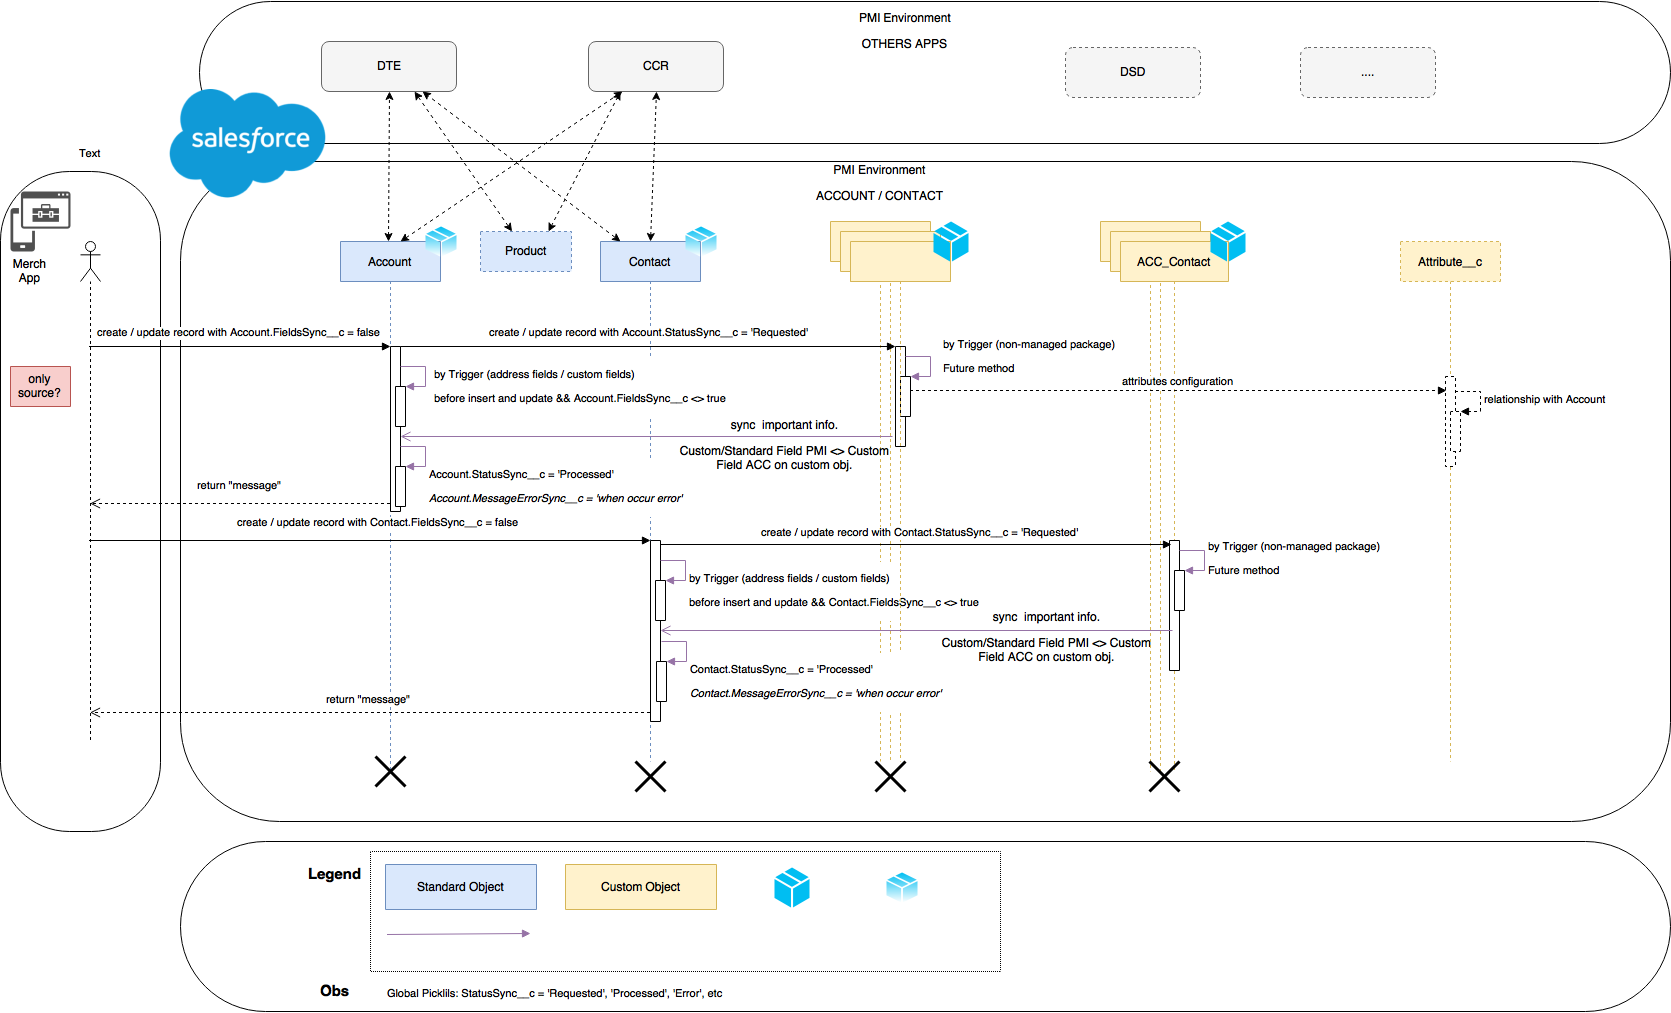 PMI Environment
OTHERS APPS
DTE
CCR
DSD
....
salesforce
Text
PMI Environment
ACCOUNT / CONTACT
Merch
App
Account
Product
Contact
ACC_Contact
Attribute__c
create / update record with Account.FieldsSync__c = false
create / update record with Account.StatusSync__c = 'Requested'
by Trigger (non-managed package)
Future method
only
source?
by Trigger (address fields / custom fields)
before insert and update && Account.FieldsSync__c <> true
attributes configuration
relationship with Account
sync  important info.
Custom/Standard Field PMI <> Custom
Field ACC on custom obj.
Account.StatusSync__c = 'Processed'
Account.MessageErrorSync__c = 'when occur error'
return "message"
create / update record with Contact.FieldsSync__c = false
create / update record with Contact.StatusSync__c = 'Requested'
by Trigger (non-managed package)
Future method
by Trigger (address fields / custom fields)
before insert and update && Contact.FieldsSync__c <> true
sync  important info.
Custom/Standard Field PMI <> Custom
Field ACC on custom obj.
Contact.StatusSync__c = 'Processed'
Contact.MessageErrorSync__c = 'when occur error'
return "message"
Legend
Standard Object
Custom Object
Obs
Global Picklils: StatusSync__c = 'Requested', 'Processed', 'Error', etc